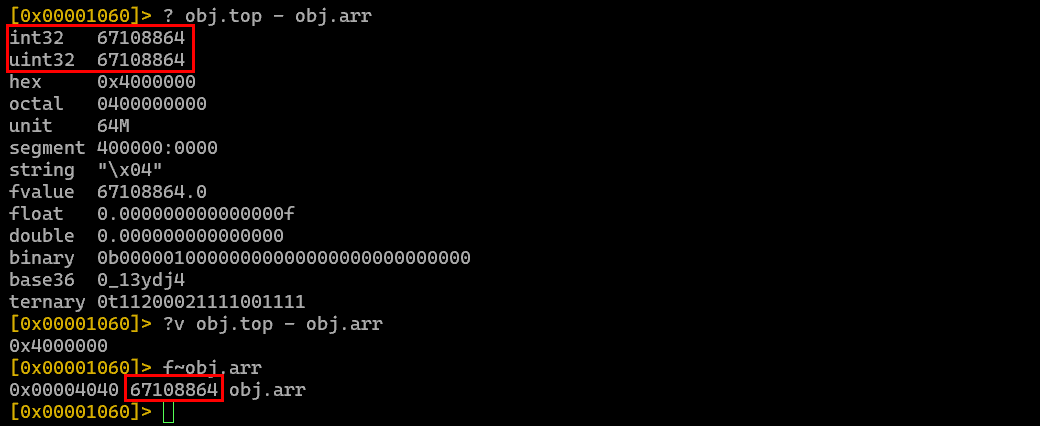 [0x00001060]> ? obj.top - obj.arr
int32   67108864
uint32  67108864
hex     0x4000000
octal   0400000000
unit    64M
segment 400000:0000
string  "\x04"
fvalue  67108864.0
float   0.000000000000000f
double  0.000000000000000
binary  0b00000100000000000000000000000000
base36  0_13ydj4
ternary 0t11200021111001111
[0x00001060]> ?v obj.top - obj.arr
0x4000000
[0x00001060]> f~obj.arr
0x00004040 67108864 obj.arr
[0x00001060]>